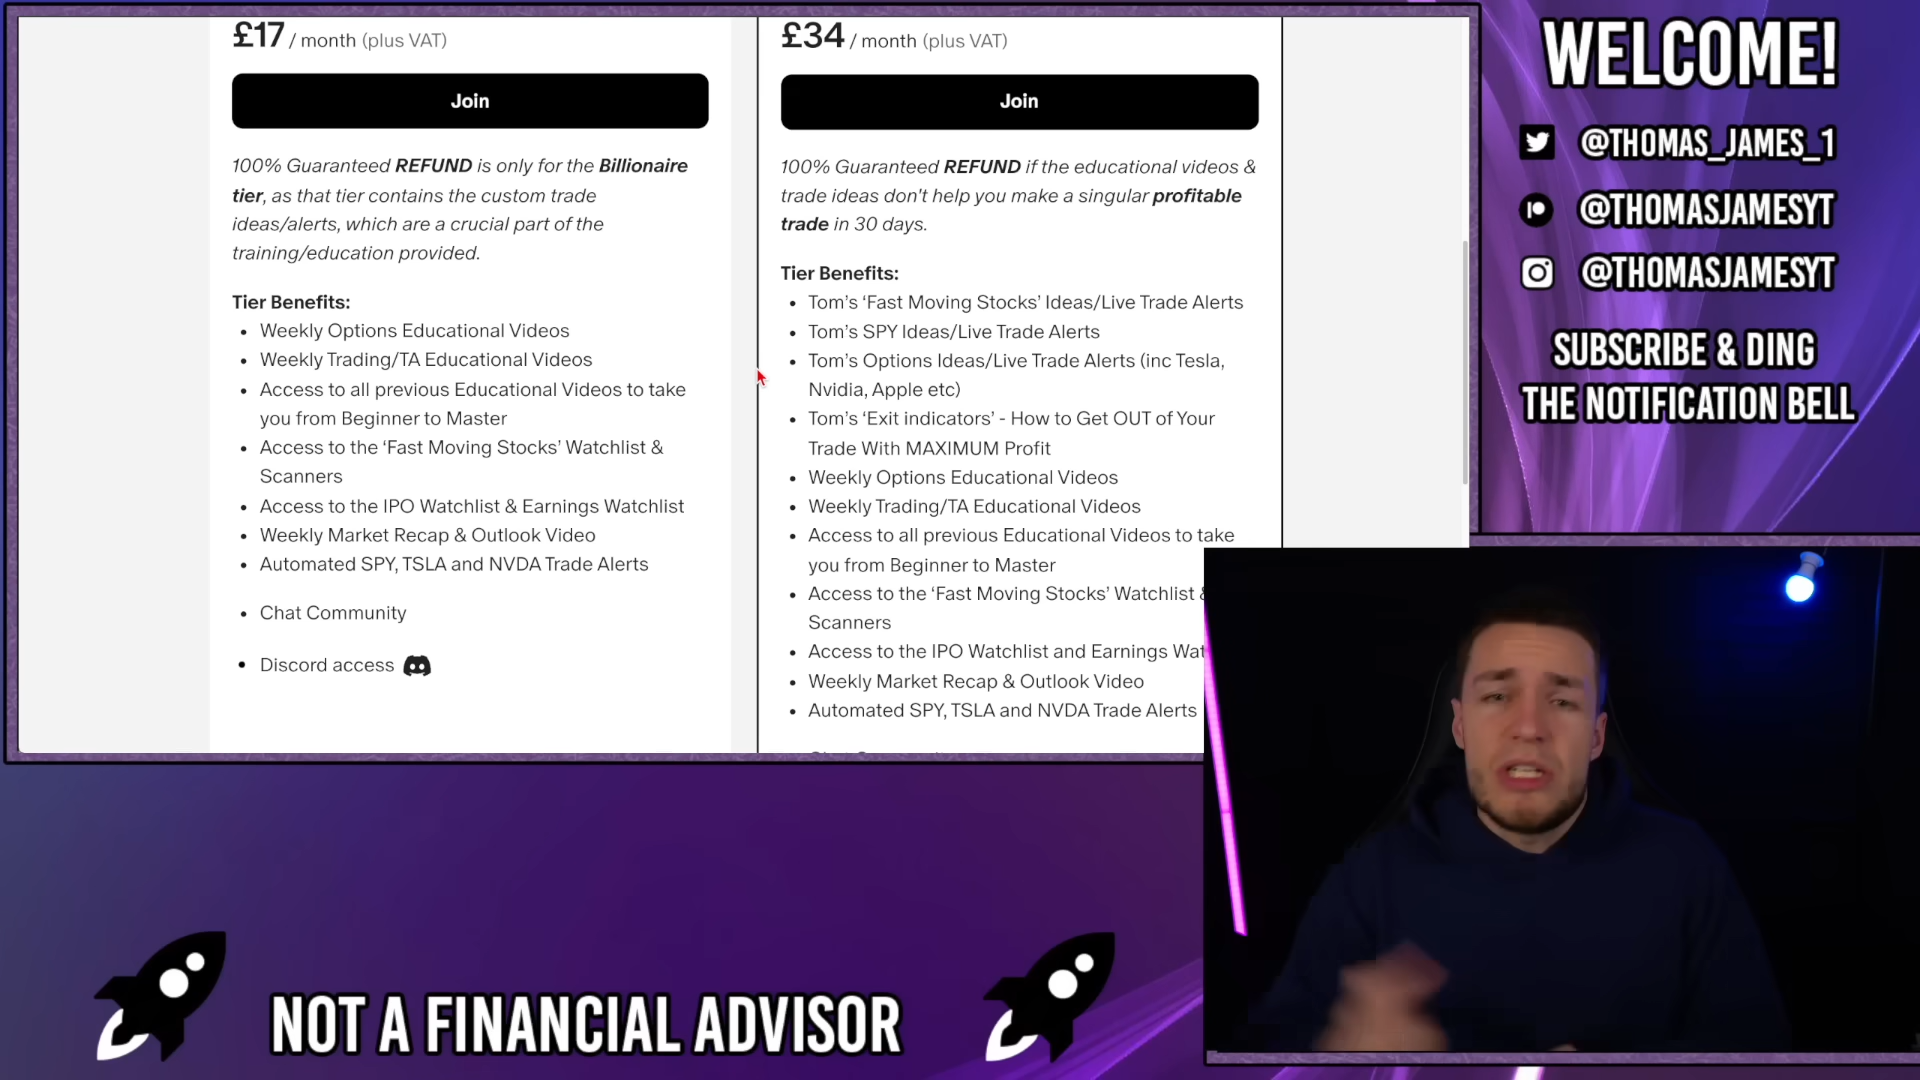 £17 / month (plus VAT)
Join
100% Guaranteed REFUND is only for the Billionaire
tier, as that tier contains the custom trade
ideas/alerts, which are a crucial part of the
training/education provided.
Tier Benefits:
• Weekly Options Educational Videos
• Weekly Trading/TA Educational Videos
• Access to all previous Educational Videos to take
you from Beginner to Master
• Access to the ‘Fast Moving Stocks’ Watchlist &
Scanners
• Access to the IPO Watchlist & Earnings Watchlist
• Weekly Market Recap & Outlook Video
• Automated SPY, TSLA and NVDA Trade Alerts
• Chat Community
• Discord access
£34 / month (plus VAT)
Join
100% Guaranteed REFUND if the educational videos &
trade ideas don't help you make a singular profitable
trade in 30 days.
Tier Benefits:
• Tom’s ‘Fast Moving Stocks’ Ideas/Live Trade Alerts
• Tom’s SPY Ideas/Live Trade Alerts
• Tom’s Options Ideas/Live Trade Alerts (inc Tesla,
Nvidia, Apple etc)
• Tom’s ‘Exit indicators’ - How to Get OUT of Your
Trade With MAXIMUM Profit
• Weekly Options Educational Videos
• Weekly Trading/TA Educational Videos
• Access to all previous Educational Videos to take
you from Beginner to Master
• Access to the ‘Fast Moving Stocks’ Watchlist &
Scanners
• Access to the IPO Watchlist and Earnings Wat
• Weekly Market Recap & Outlook Video
• Automated SPY, TSLA and NVDA Trade Alerts
WELCOME!
@THOMAS_JAMES_1
@THOMASJAMESYT
@THOMASJAMESYT
SUBSCRIBE & DING
THE NOTIFICATION BELL
NOT A FINANCIAL ADVISOR